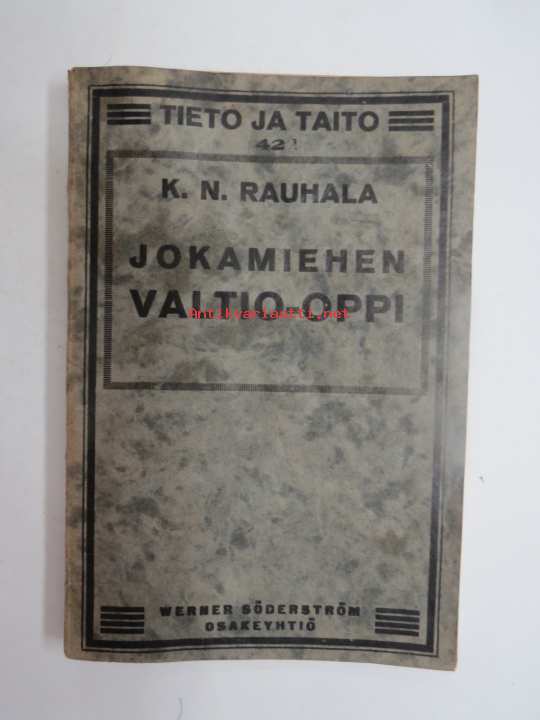 TIETO JA TAITO
42
K. N. RAUHALA
JOKAMIEHEN
VALTIO-OPPI
Antikvariaatti.net
WERNER SÖDERSTRÖM
OSAKEYHTIÖ